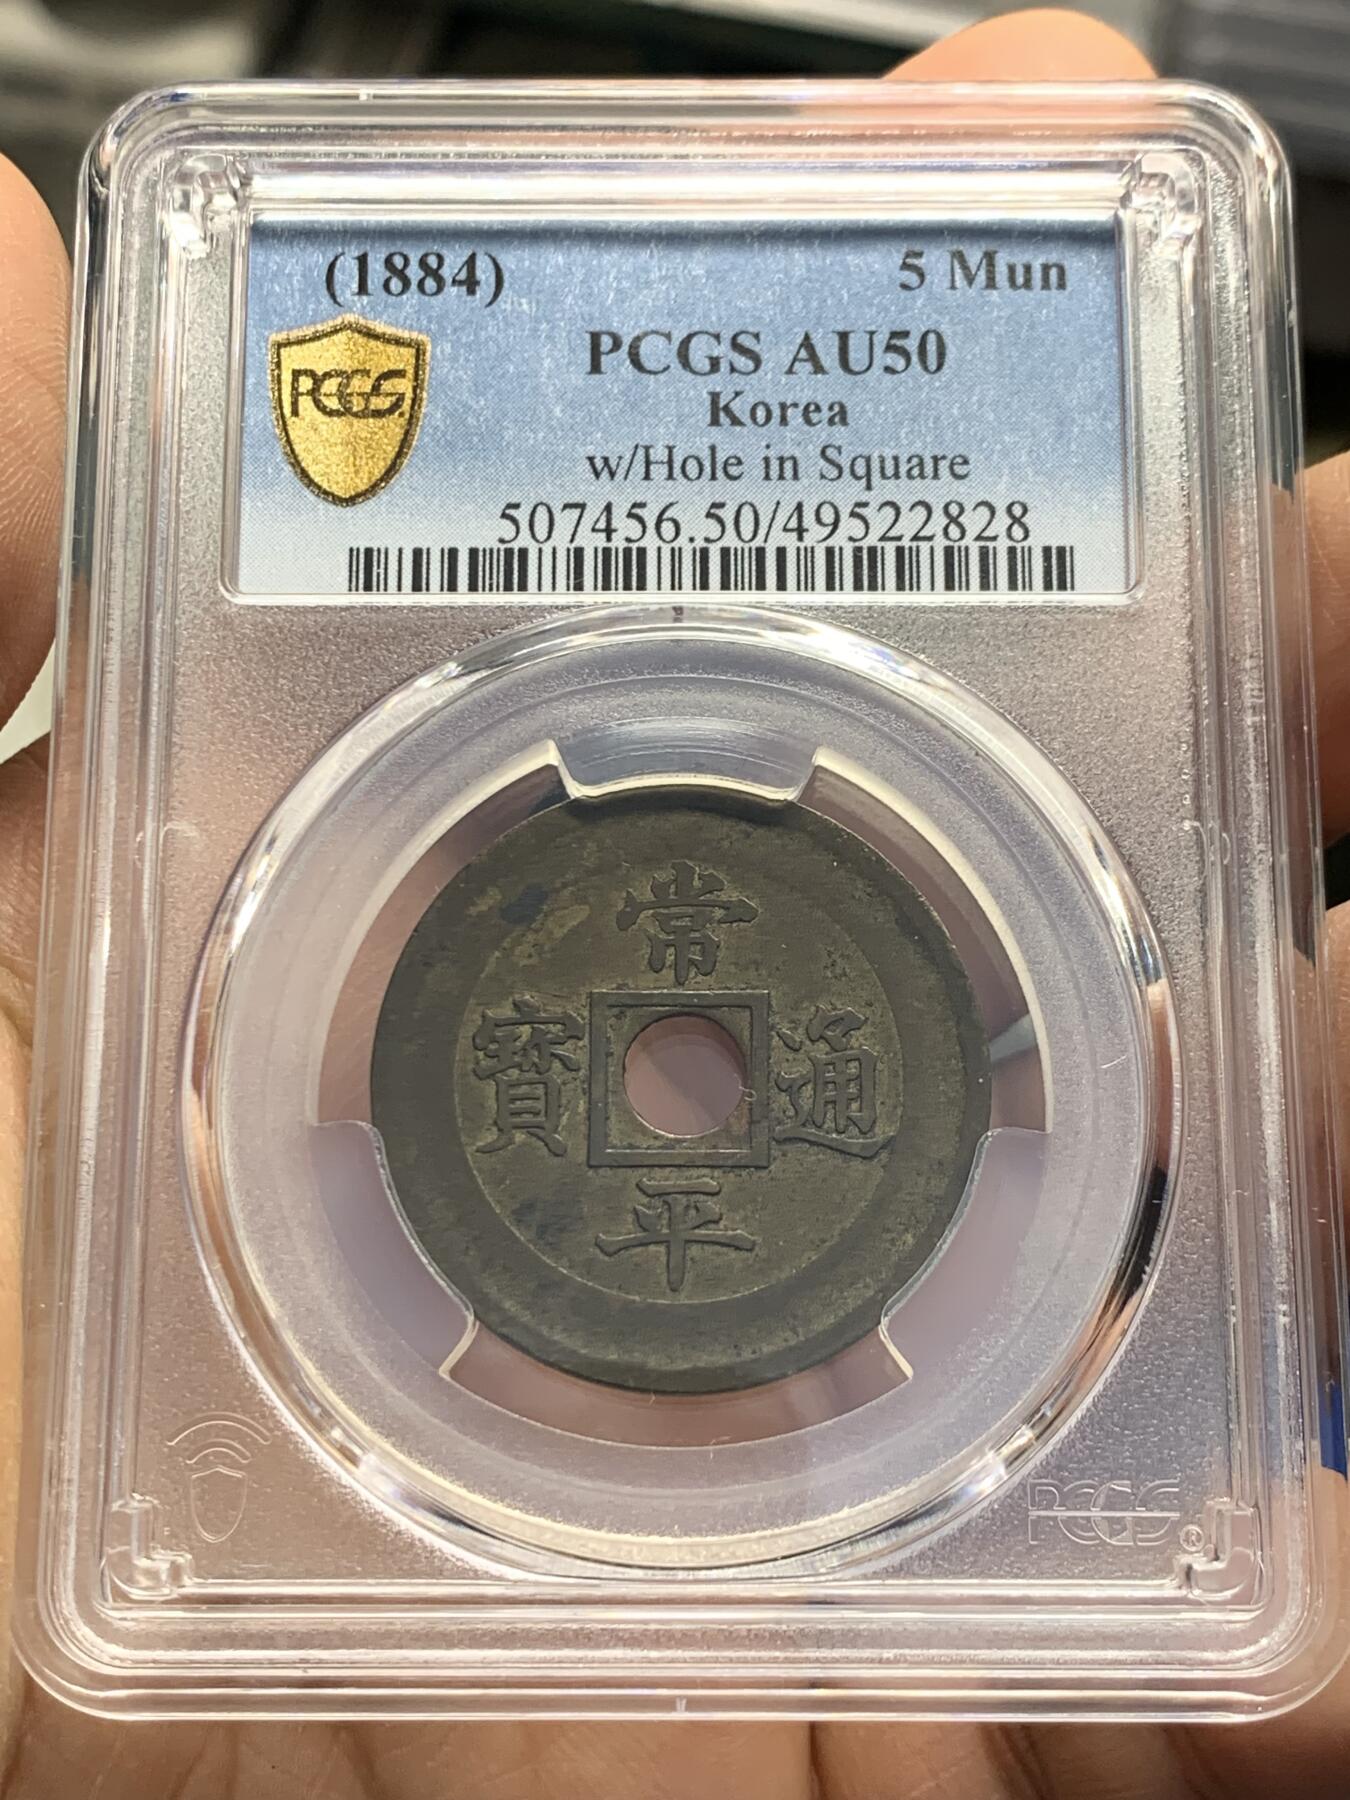 (1884) 5 Mun
PCGS AU50
PCGS
Korea
w/Hole in Square
507456.50/49522828
常
寶 通
平
PCGS®